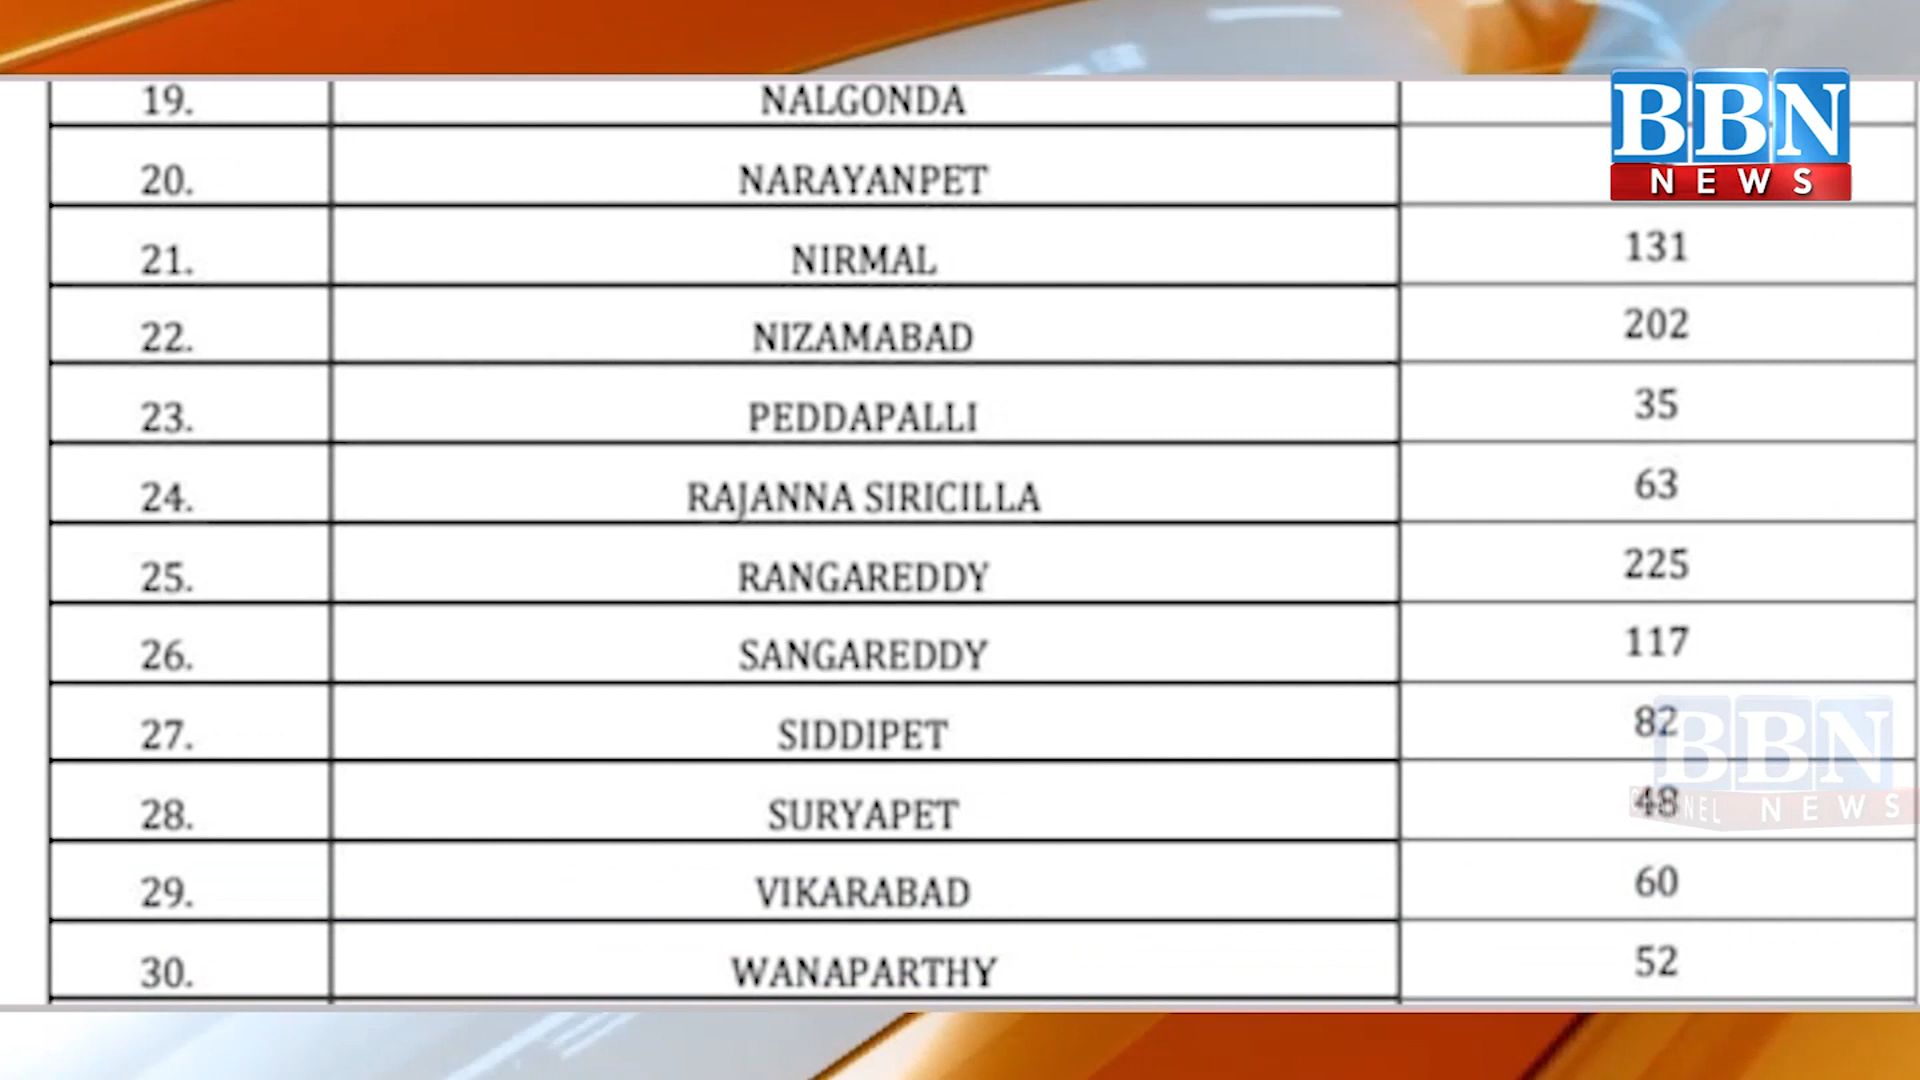 19. NALGONDA
20. NARAYANPET
BBN
NEWS
21. NIRMAL 131
22. NIZAMABAD 202
23. PEDDAPALLI 35
24. RAJANNA SIRICILLA 63
25. RANGAREDDY 225
26. SANGAREDDY 117
27. SIDDIPET 82
BBN
28. SURYAPET 48
CHANNEL NEWS
29. VIKARABAD 60
30. WANAPARTHY 52